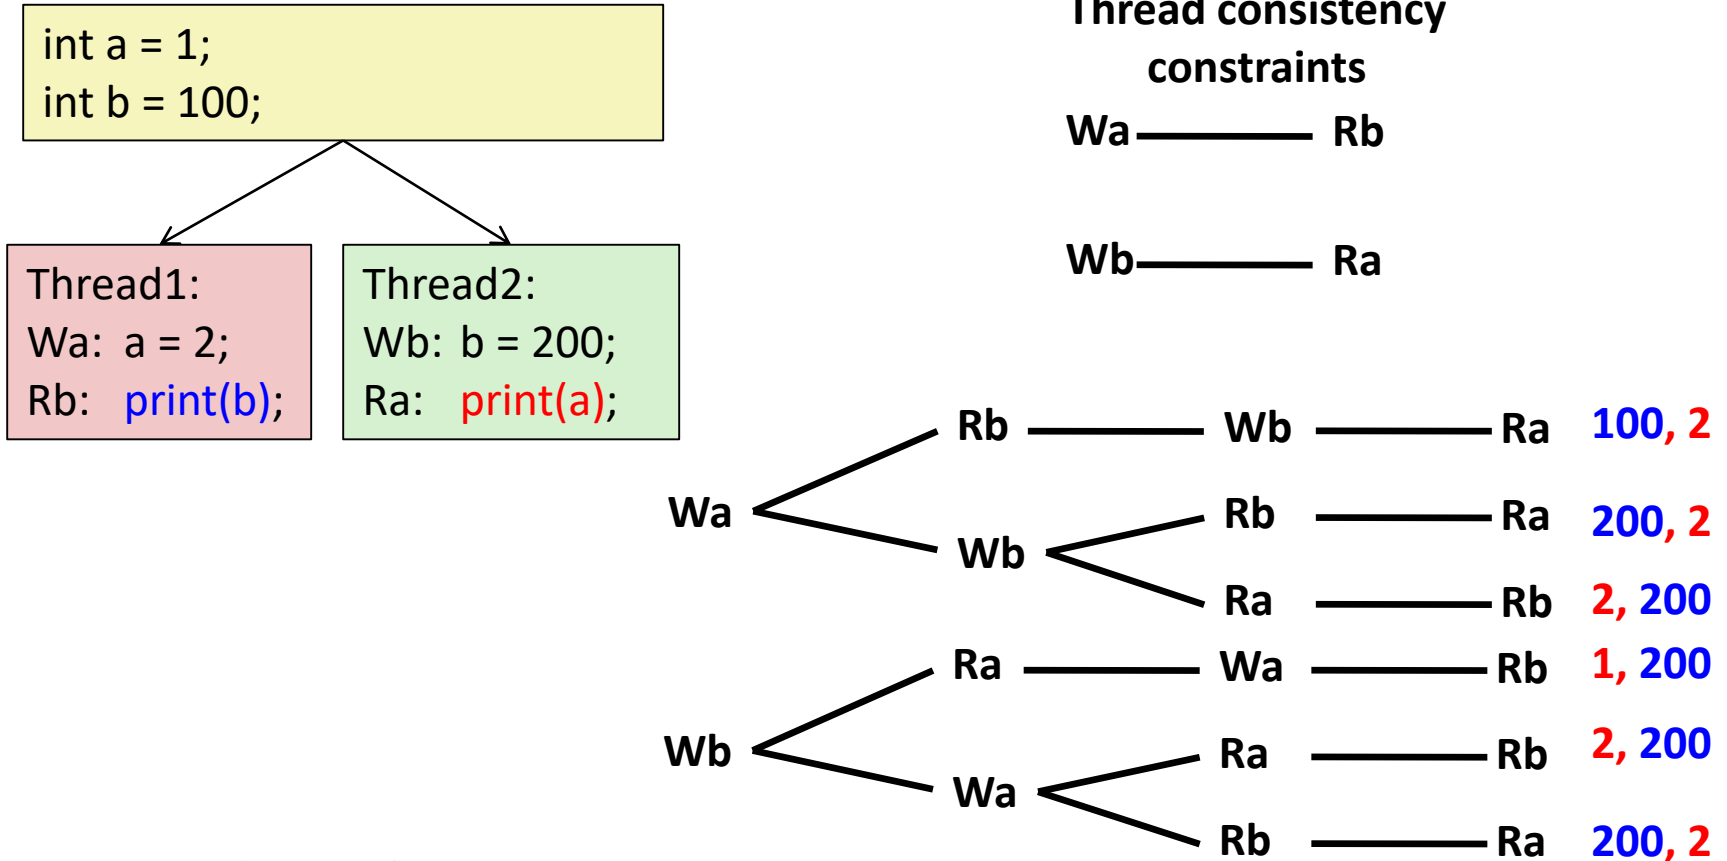 int a = 1;
int b = 100;
Thread1:
Wa: a = 2;
Rb: print(b);
Thread2:
Wb: b = 200;
Ra: print(a);
Thread consistency
constraints
Wa Rb
Wb Ra
Rb Wb Ra 100, 2
Wa
Rb Ra 200, 2
Wb
Ra Rb 2, 200
Ra Wa Rb 1, 200
Wb
Ra Rb 2, 200
Wa
Rb Ra 200, 2